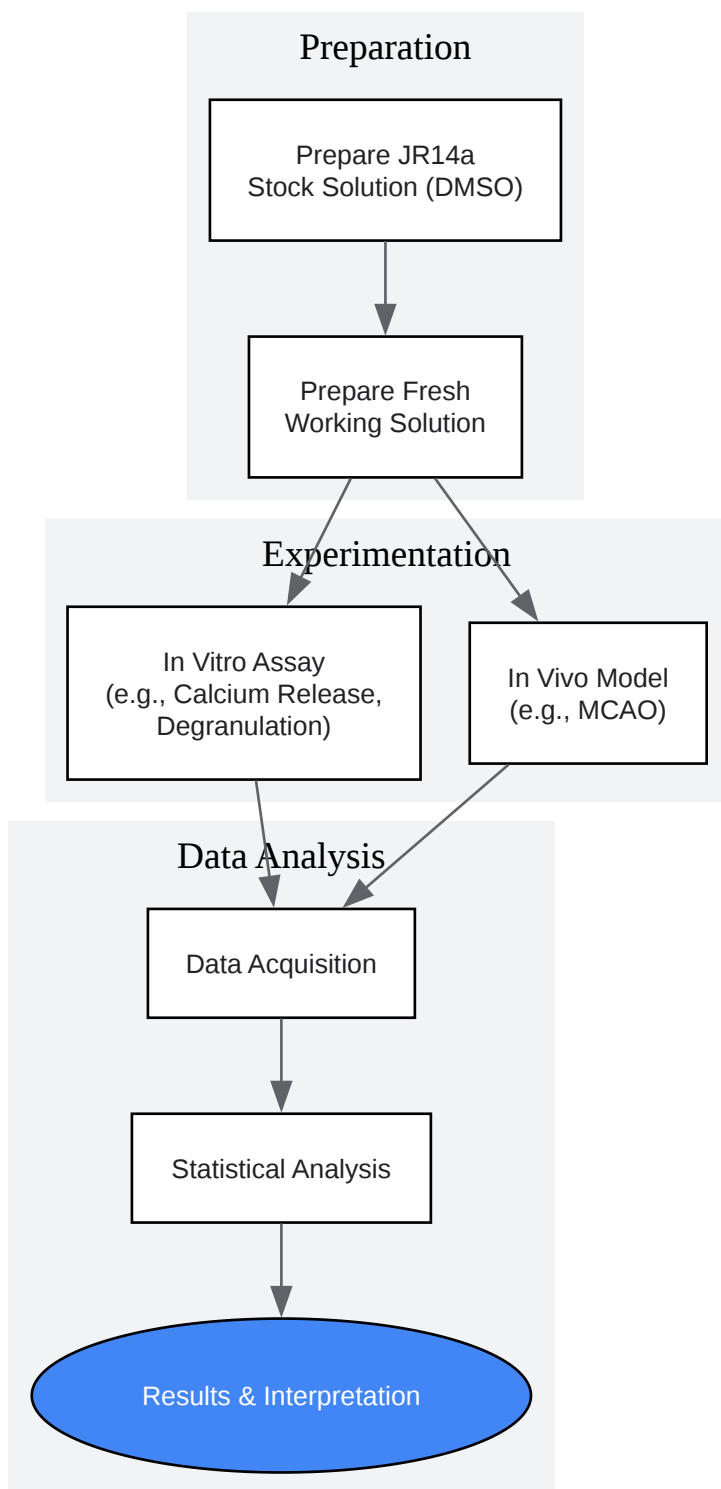 Preparation
Prepare JR14a
Stock Solution (DMSO)
Prepare Fresh
Working Solution
Experimentation
In Vitro Assay
(e.g., Calcium Release,
Degranulation)
In Vivo Model
(e.g., MCAO)
Data Analysis
Data Acquisition
Statistical Analysis
Results & Interpretation